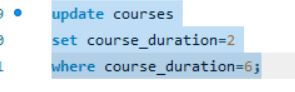 update courses
set course_duration=2
where course_duration=6;